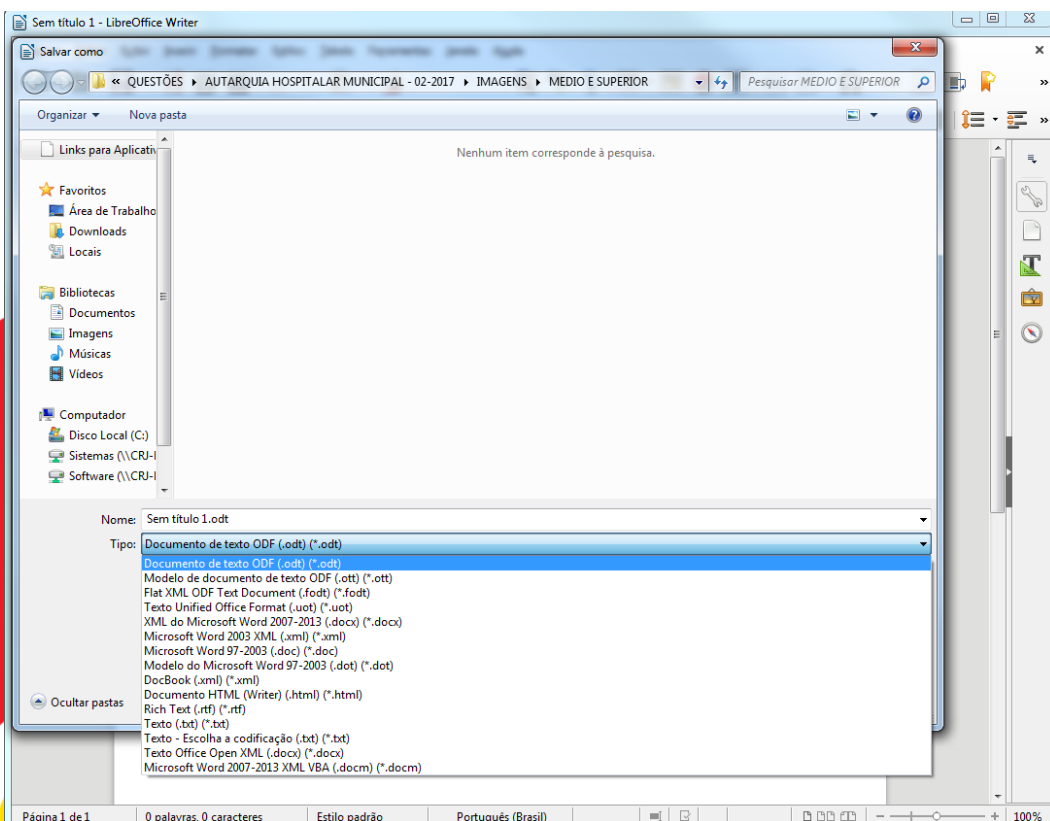 Sem título 1 - LibreOffice Writer
Salvar como
« QUESTÕES ▸ AUTARQUIA HOSPITALAR MUNICIPAL - 02-2017 ▸ IMAGENS ▸ MEDIO E SUPERIOR
Pesquisar MEDIO E SUPERIOR
Organizar ▾ Nova pasta
Links para Aplicativ
Nenhum item corresponde à pesquisa.
Favoritos
Área de Trabalho
Downloads
Locais
Bibliotecas
Documentos
Imagens
Músicas
Vídeos
Computador
Disco Local (C:)
Sistemas (\\CRJ-I
Software (\\CRJ-I
Nome: Sem título 1.odt
Tipo: Documento de texto ODF (.odt) (*.odt)
Documento de texto ODF (.odt) (*.odt)
Modelo de documento de texto ODF (.ott) (*.ott)
Flat XML ODF Text Document (.fodt) (*.fodt)
Texto Unified Office Format (.uot) (*.uot)
XML do Microsoft Word 2007-2013 (.docx) (*.docx)
Microsoft Word 2003 XML (.xml) (*.xml)
Microsoft Word 97-2003 (.doc) (*.doc)
Modelo do Microsoft Word 97-2003 (.dot) (*.dot)
DocBook (.xml) (*.xml)
Documento HTML (Writer) (.html) (*.html)
Rich Text (.rtf) (*.rtf)
Texto (.txt) (*.txt)
Texto - Escolha a codificação (.txt) (*.txt)
Texto Office Open XML (.docx) (*.docx)
Microsoft Word 2007-2013 XML VBA (.docm) (*.docm)
Ocultar pastas
Página 1 de 1 0 palavras, 0 caracteres Estilo padrão Português (Brasil) 100%